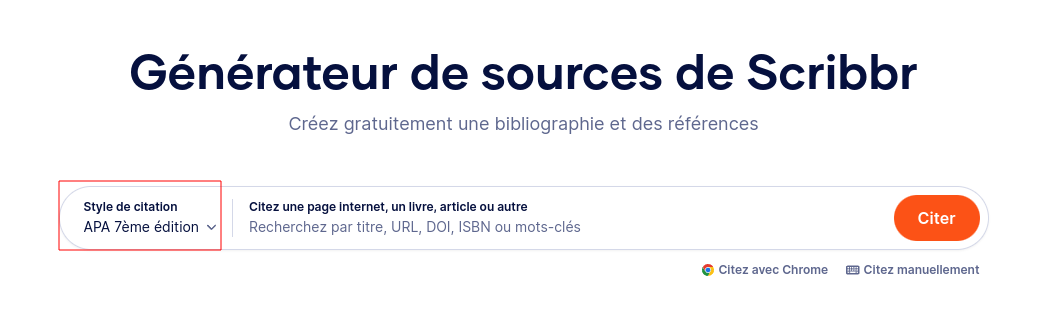 Générateur de sources de Scribbr
Créez gratuitement une bibliographie et des références
Style de citation
APA 7ème édition
Citez une page internet, un livre, article ou autre
Recherchez par titre, URL, DOI, ISBN ou mots-clés
Citer
Citez avec Chrome
Citez manuellement